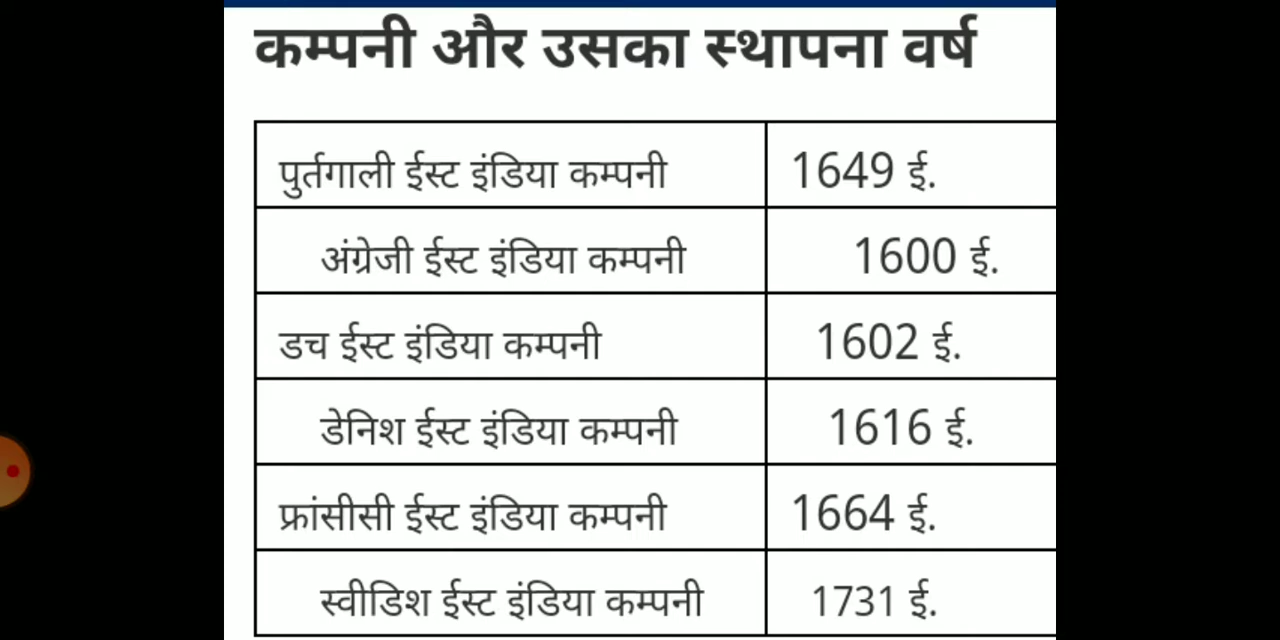 कम्पनी और उसका स्थापना वर्ष
पुर्तगाली ईस्ट इंडिया कम्पनी 1649 ई.
अंग्रेजी ईस्ट इंडिया कम्पनी 1600 ई.
डच ईस्ट इंडिया कम्पनी 1602 ई.
डेनिश ईस्ट इंडिया कम्पनी 1616 ई.
फ्रांसीसी ईस्ट इंडिया कम्पनी 1664 ई.
स्वीडिश ईस्ट इंडिया कम्पनी 1731 ई.